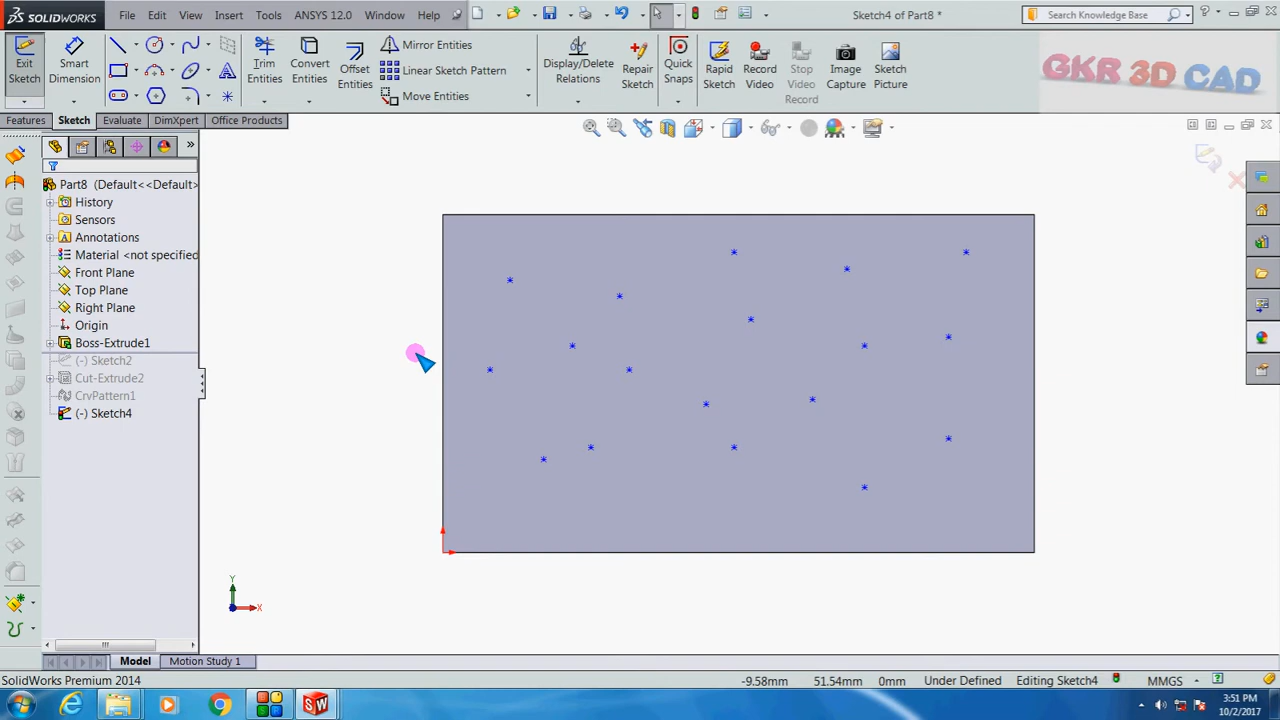 SOLIDWORKS File Edit View Insert Tools ANSYS 12.0 Window Help Sketch4 of Part8 * Search Knowledge Base
Exit Sketch
Smart Dimension
Trim Entities
Convert Entities
Offset Entities
Mirror Entities
Linear Sketch Pattern
Move Entities
Display/Delete Relations
Repair Sketch
Quick Snaps
Rapid Sketch
Record Video
Stop Video Record
Image Capture
Sketch Picture
GKR 3D CAD
Features Sketch Evaluate DimXpert Office Products
Part8 (Default<<Default>
History
Sensors
Annotations
Material <not specified
Front Plane
Top Plane
Right Plane
Origin
Boss-Extrude1
(-) Sketch2
Cut-Extrude2
CrvPattern1
(-) Sketch4
Y
X
Model Motion Study 1
SolidWorks Premium 2014 -9.58mm 51.54mm 0mm Under Defined Editing Sketch4 MMGS
3:51 PM
10/2/2017